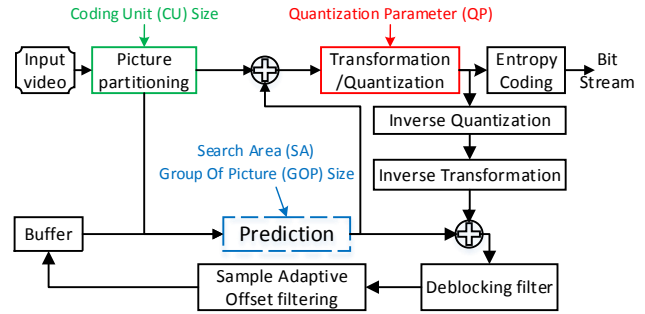 Coding Unit (CU) Size
Quantization Parameter (QP)
Input
video
Picture
partitioning
Transformation
/Quantization
Entropy
Coding
Bit
Stream
Inverse Quantization
Search Area (SA)
Group Of Picture (GOP) Size
Inverse Transformation
Buffer
Prediction
Sample Adaptive
Offset filtering
Deblocking filter